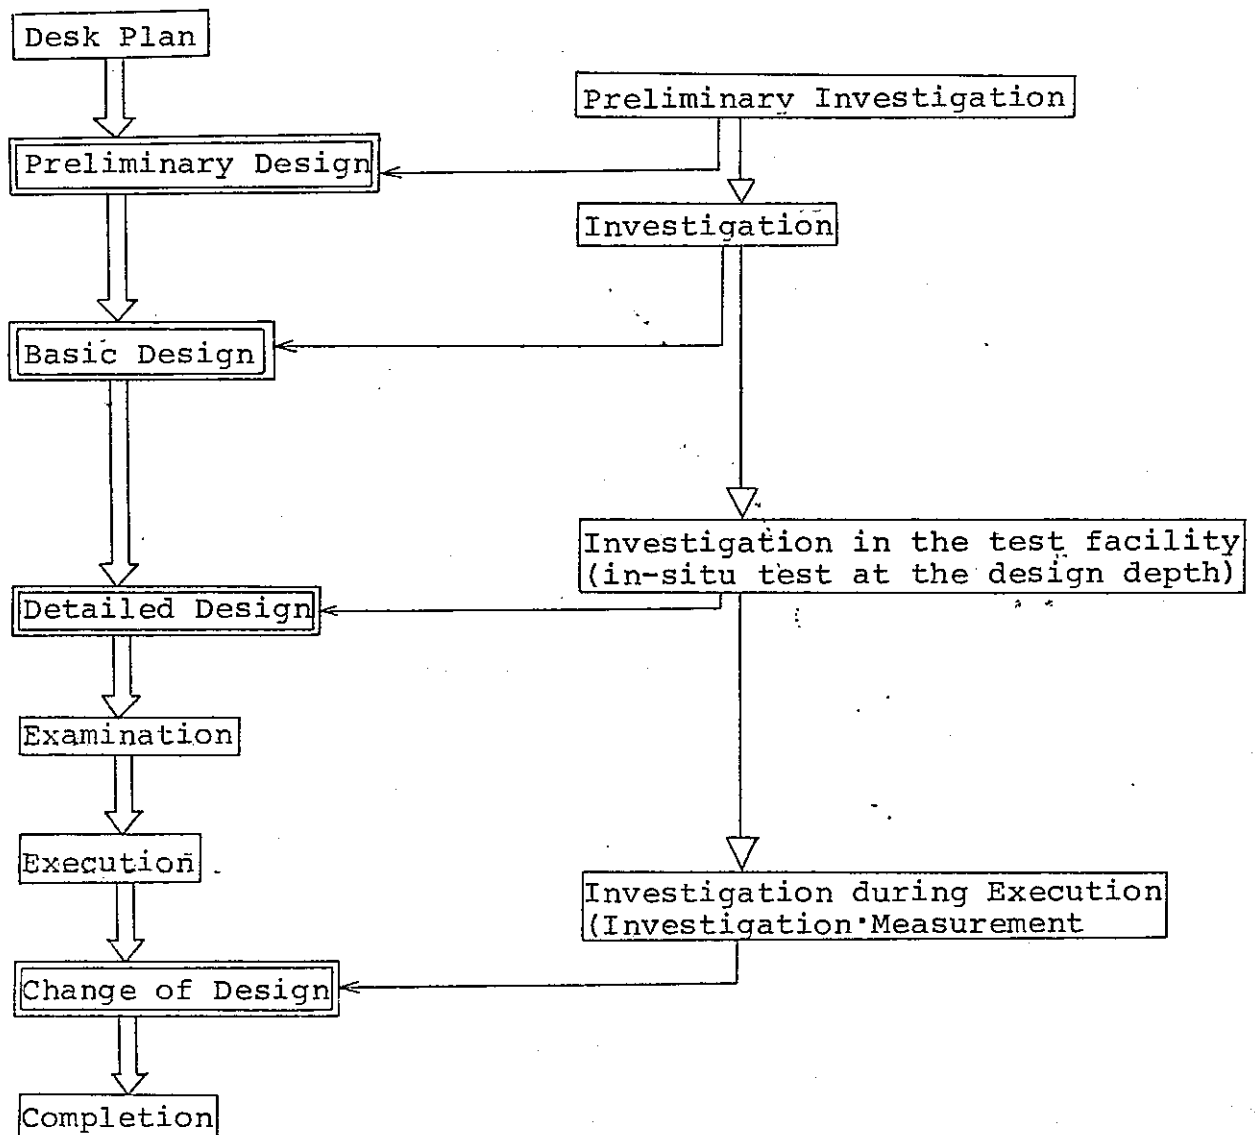 Desk Plan
Preliminary Investigation
Preliminary Design
Investigation
Basic Design
Investigation in the test facility
(in-situ test at the design depth)
Detailed Design
Examination
Execution
Investigation during Execution
(Investigation·Measurement
Change of Design
Completion